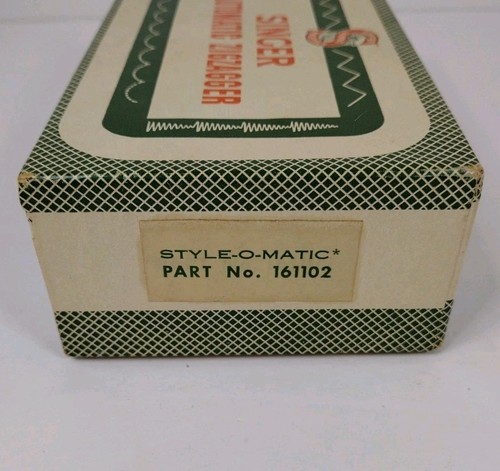 SINGER
AUTOMATIC ZIGZAGGER
STYLE-O-MATIC*
PART No. 161102